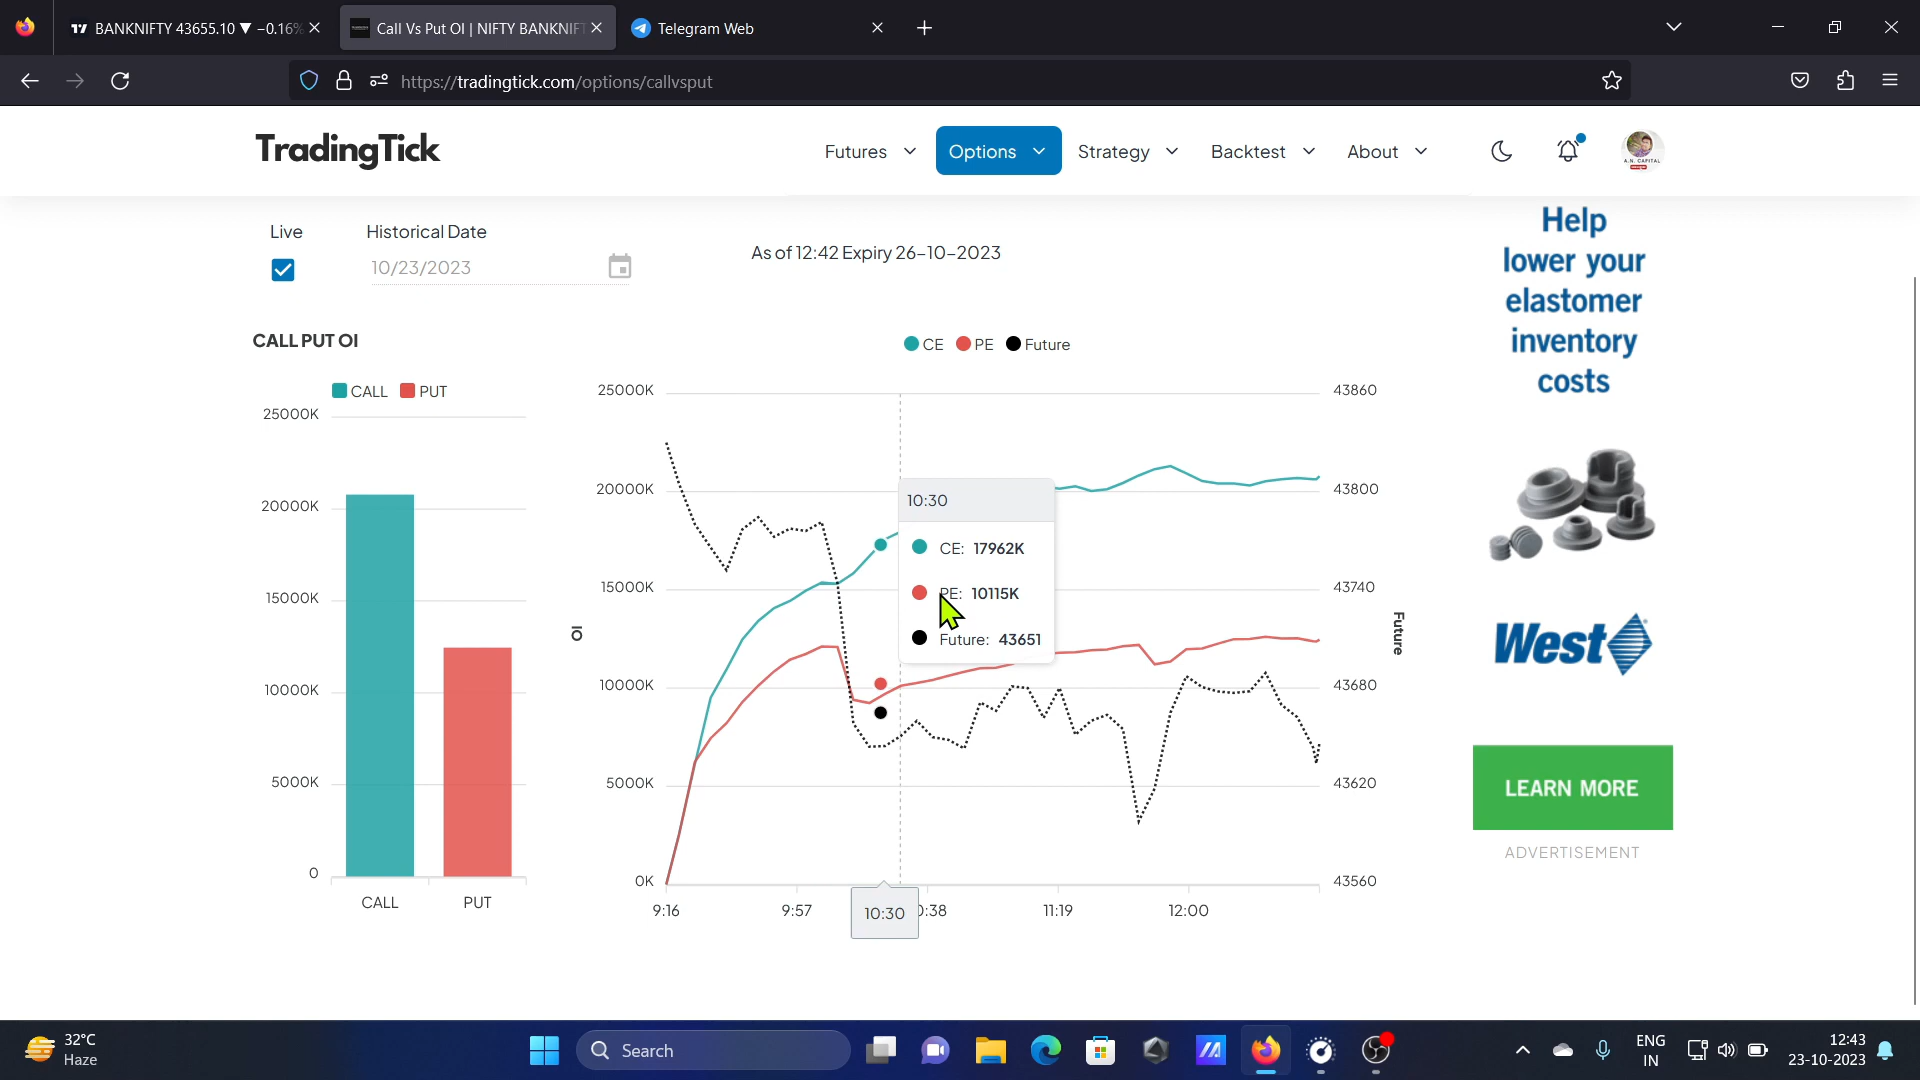 BANKNIFTY 43655.10 ▼ −0.16%
Call Vs Put OI | NIFTY BANKNIFT
Telegram Web
https://tradingtick.com/options/callvsput
TradingTick
Futures
Options
Strategy
Backtest
About
A.N. CAPITAL
Live
Historical Date
10/23/2023
As of 12:42 Expiry 26-10-2023
CALL PUT OI
CALL PUT
25000K
20000K
15000K
10000K
5000K
0
CALL PUT
CE PE Future
25000K
20000K
15000K
10000K
5000K
0K
OI
43860
43800
43740
43680
43620
43560
Future
10:30
CE: 17962K
PE: 10115K
Future: 43651
9:16
9:57
10:30
0:38
11:19
12:00
Help
lower your
elastomer
inventory
costs
West
LEARN MORE
ADVERTISEMENT
32°C
Haze
Search
ENG
IN
12:43
23-10-2023